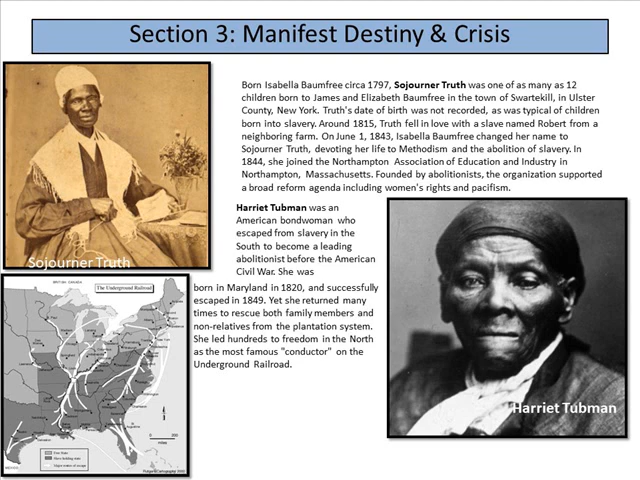 Section 3: Manifest Destiny & Crisis
Born Isabella Baumfree circa 1797, Sojourner Truth was one of as many as 12
children born to James and Elizabeth Baumfree in the town of Swartekill, in Ulster
County, New York. Truth's date of birth was not recorded, as was typical of children
born into slavery. Around 1815, Truth fell in love with a slave named Robert from a
neighboring farm. On June 1, 1843, Isabella Baumfree changed her name to
Sojourner Truth, devoting her life to Methodism and the abolition of slavery. In
1844, she joined the Northampton Association of Education and Industry in
Northampton, Massachusetts. Founded by abolitionists, the organization supported
a broad reform agenda including women's rights and pacifism.
Sojourner Truth
Harriet Tubman was an
American bondwoman who
escaped from slavery in the
South to become a leading
abolitionist before the American
Civil War. She was
born in Maryland in 1820, and successfully
escaped in 1849. Yet she returned many
times to rescue both family members and
non-relatives from the plantation system.
She led hundreds to freedom in the North
as the most famous "conductor" on the
Underground Railroad.
Harriet Tubman
The Underground Railroad